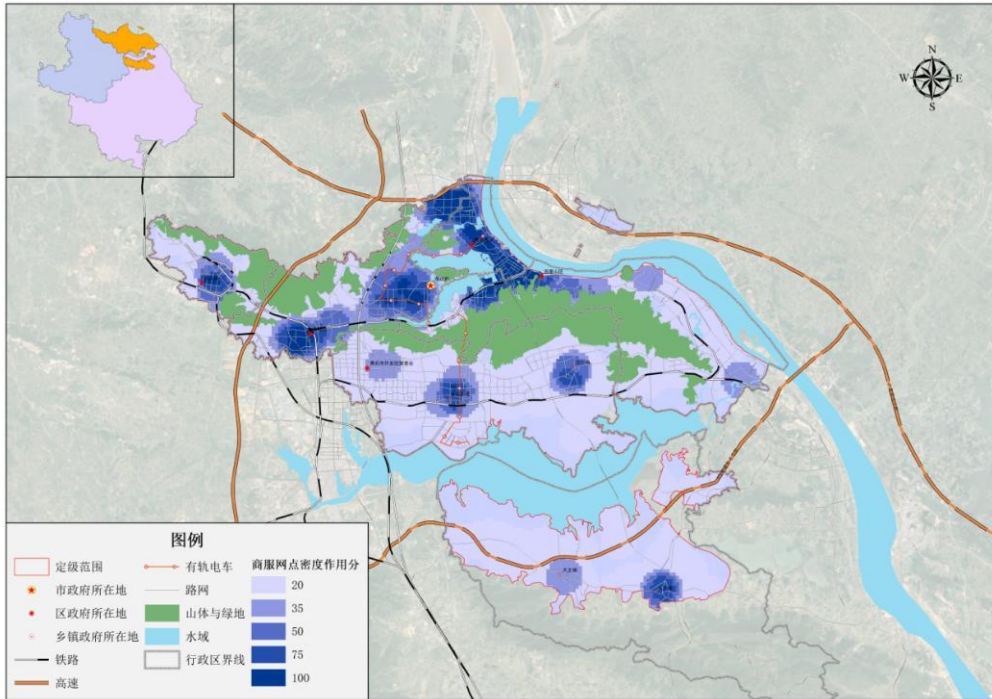 N
W
E
S
图例
定级范围
市政府所在地
区政府所在地
乡镇政府所在地
铁路
高速
有轨电车
路网
山体与绿地
水域
行政区界线
商服网点密度作用分
20
35
50
75
100